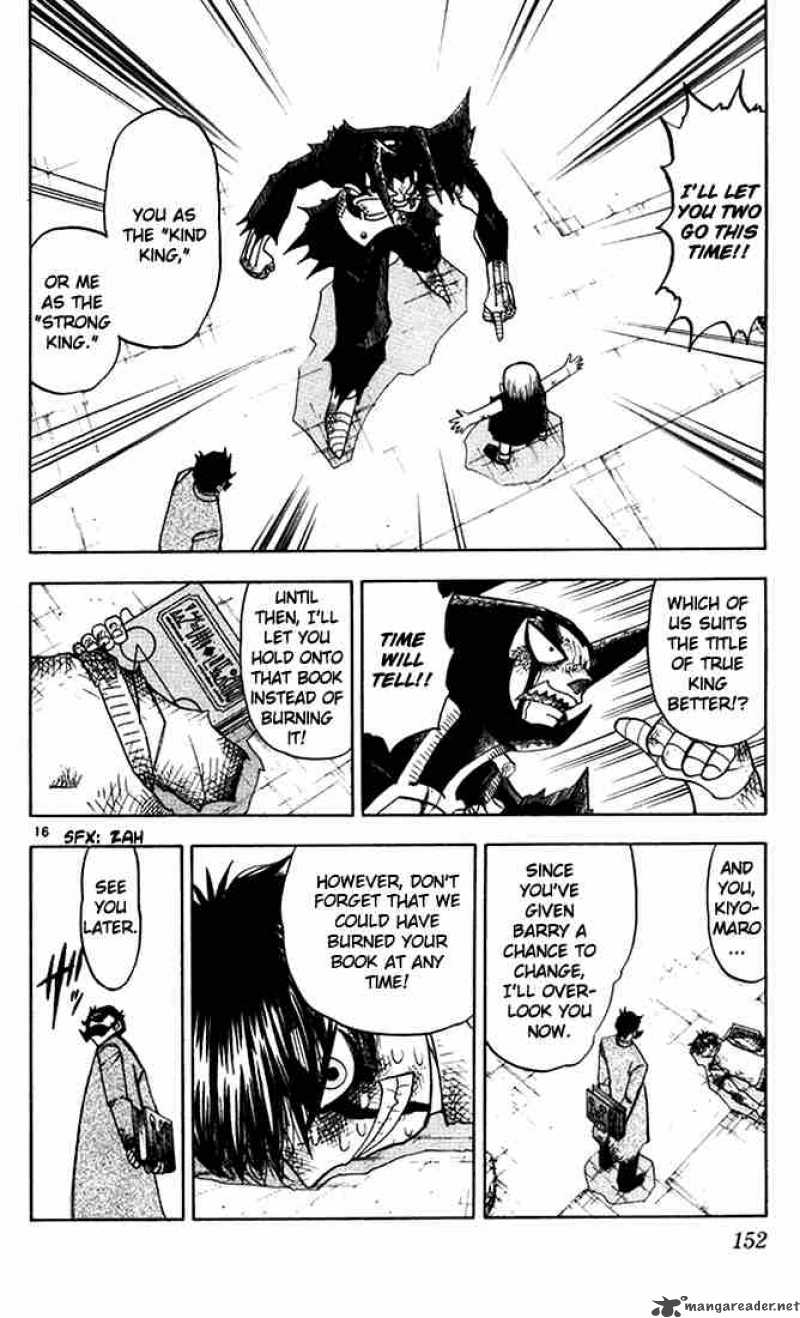 I'LL LET
YOU TWO
GO THIS
TIME!!
YOU AS
THE "KIND
KING,"
OR ME
AS THE
"STRONG
KING."
WHICH OF
US SUITS
THE TITLE
OF TRUE
KING
BETTER!?
TIME
WILL
TELL!!
UNTIL
THEN, I'LL
LET YOU
HOLD ONTO
THAT BOOK
INSTEAD OF
BURNING
IT!
16
SFX: ZAH
AND
YOU,
KIYO-
MARO
...
SINCE
YOU'VE
GIVEN
BARRY A
CHANCE TO
CHANGE,
I'LL OVER-
LOOK YOU
NOW.
HOWEVER, DON'T
FORGET THAT WE
COULD HAVE
BURNED YOUR
BOOK AT ANY
TIME!
SEE
YOU
LATER.
152
mangareader.net